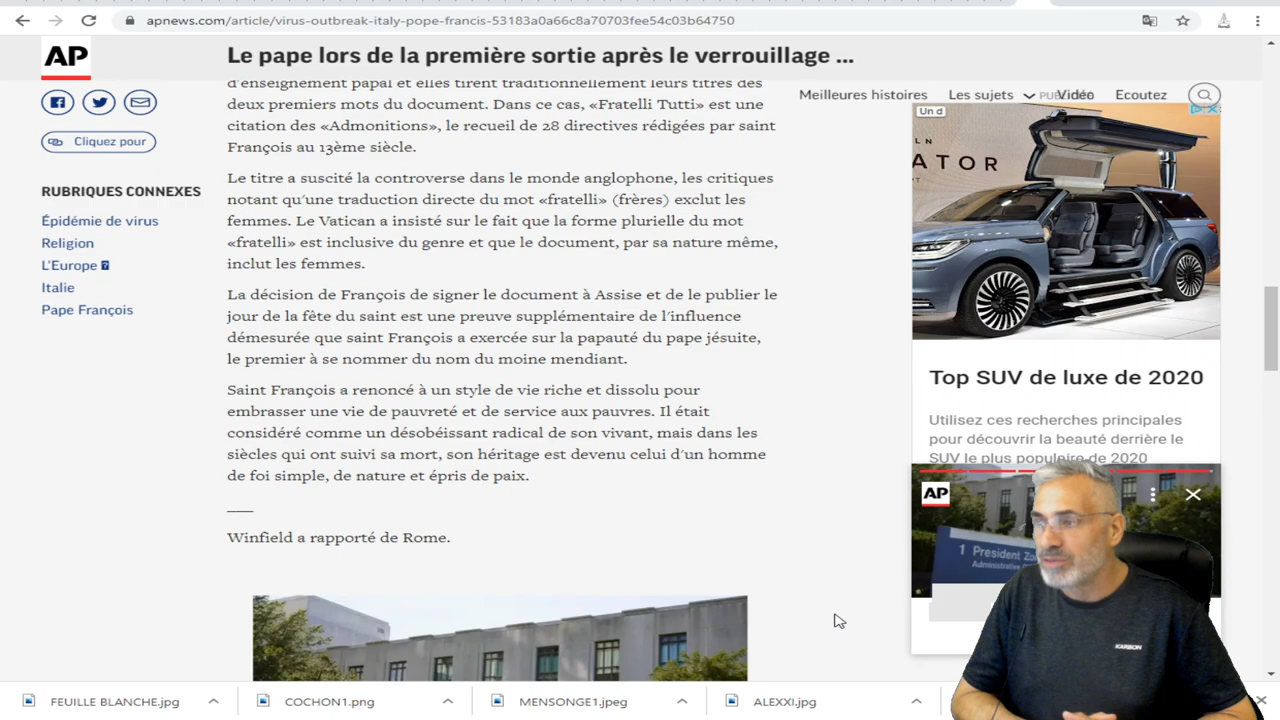 apnews.com/article/virus-outbreak-italy-pope-francis-53183a0a66c8a70703fee54c03b64750
AP
Le pape lors de la première sortie après le verrouillage ...
Meilleures histoires
Les sujets
Vidéo
Ecoutez
Cliquez pour
RUBRIQUES CONNEXES
Épidémie de virus
Religion
L'Europe
Italie
Pape François
d'enseignement papal et elles tirent traditionnellement leurs titres des
deux premiers mots du document. Dans ce cas, «Fratelli Tutti» est une
citation des «Admonitions», le recueil de 28 directives rédigées par saint
François au 13ème siècle.
Le titre a suscité la controverse dans le monde anglophone, les critiques
notant qu'une traduction directe du mot «fratelli» (frères) exclut les
femmes. Le Vatican a insisté sur le fait que la forme plurielle du mot
«fratelli» est inclusive du genre et que le document, par sa nature même,
inclut les femmes.
La décision de François de signer le document à Assise et de le publier le
jour de la fête du saint est une preuve supplémentaire de l'influence
démesurée que saint François a exercée sur la papauté du pape jésuite,
le premier à se nommer du nom du moine mendiant.
Saint François a renoncé à un style de vie riche et dissolu pour
embrasser une vie de pauvreté et de service aux pauvres. Il était
considéré comme un désobéissant radical de son vivant, mais dans les
siècles qui ont suivi sa mort, son héritage est devenu celui d'un homme
de foi simple, de nature et épris de paix.
Winfield a rapporté de Rome.
Un d
LN
ATOR
Top SUV de luxe de 2020
Utilisez ces recherches principales
pour découvrir la beauté derrière le
SUV le plus populaire de 2020
AP
1 President
Administrative
KARBON
FEUILLE BLANCHE.jpg
COCHON1.png
MENSONGE1.jpeg
ALEXXI.jpg